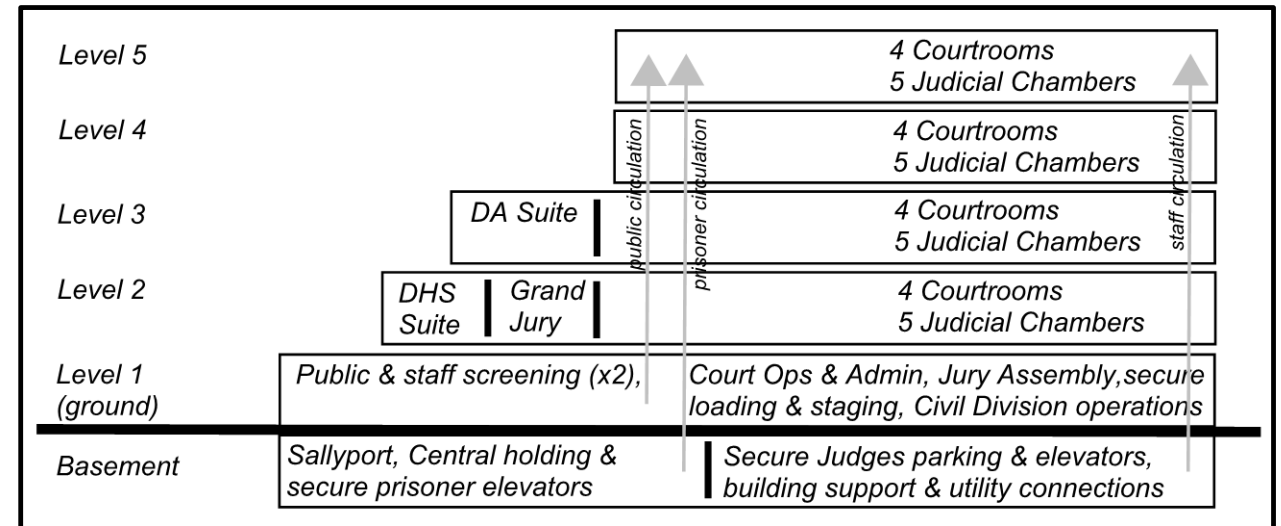 Level 5
4 Courtrooms
5 Judicial Chambers
Level 4
4 Courtrooms
5 Judicial Chambers
public circulation
prisoner circulation
staff circulation
Level 3
DA Suite
4 Courtrooms
5 Judicial Chambers
Level 2
DHS
Suite
Grand
Jury
4 Courtrooms
5 Judicial Chambers
Level 1
(ground)
Public & staff screening (x2),
Court Ops & Admin, Jury Assembly,secure
loading & staging, Civil Division operations
Basement
Sallyport, Central holding &
secure prisoner elevators
Secure Judges parking & elevators,
building support & utility connections